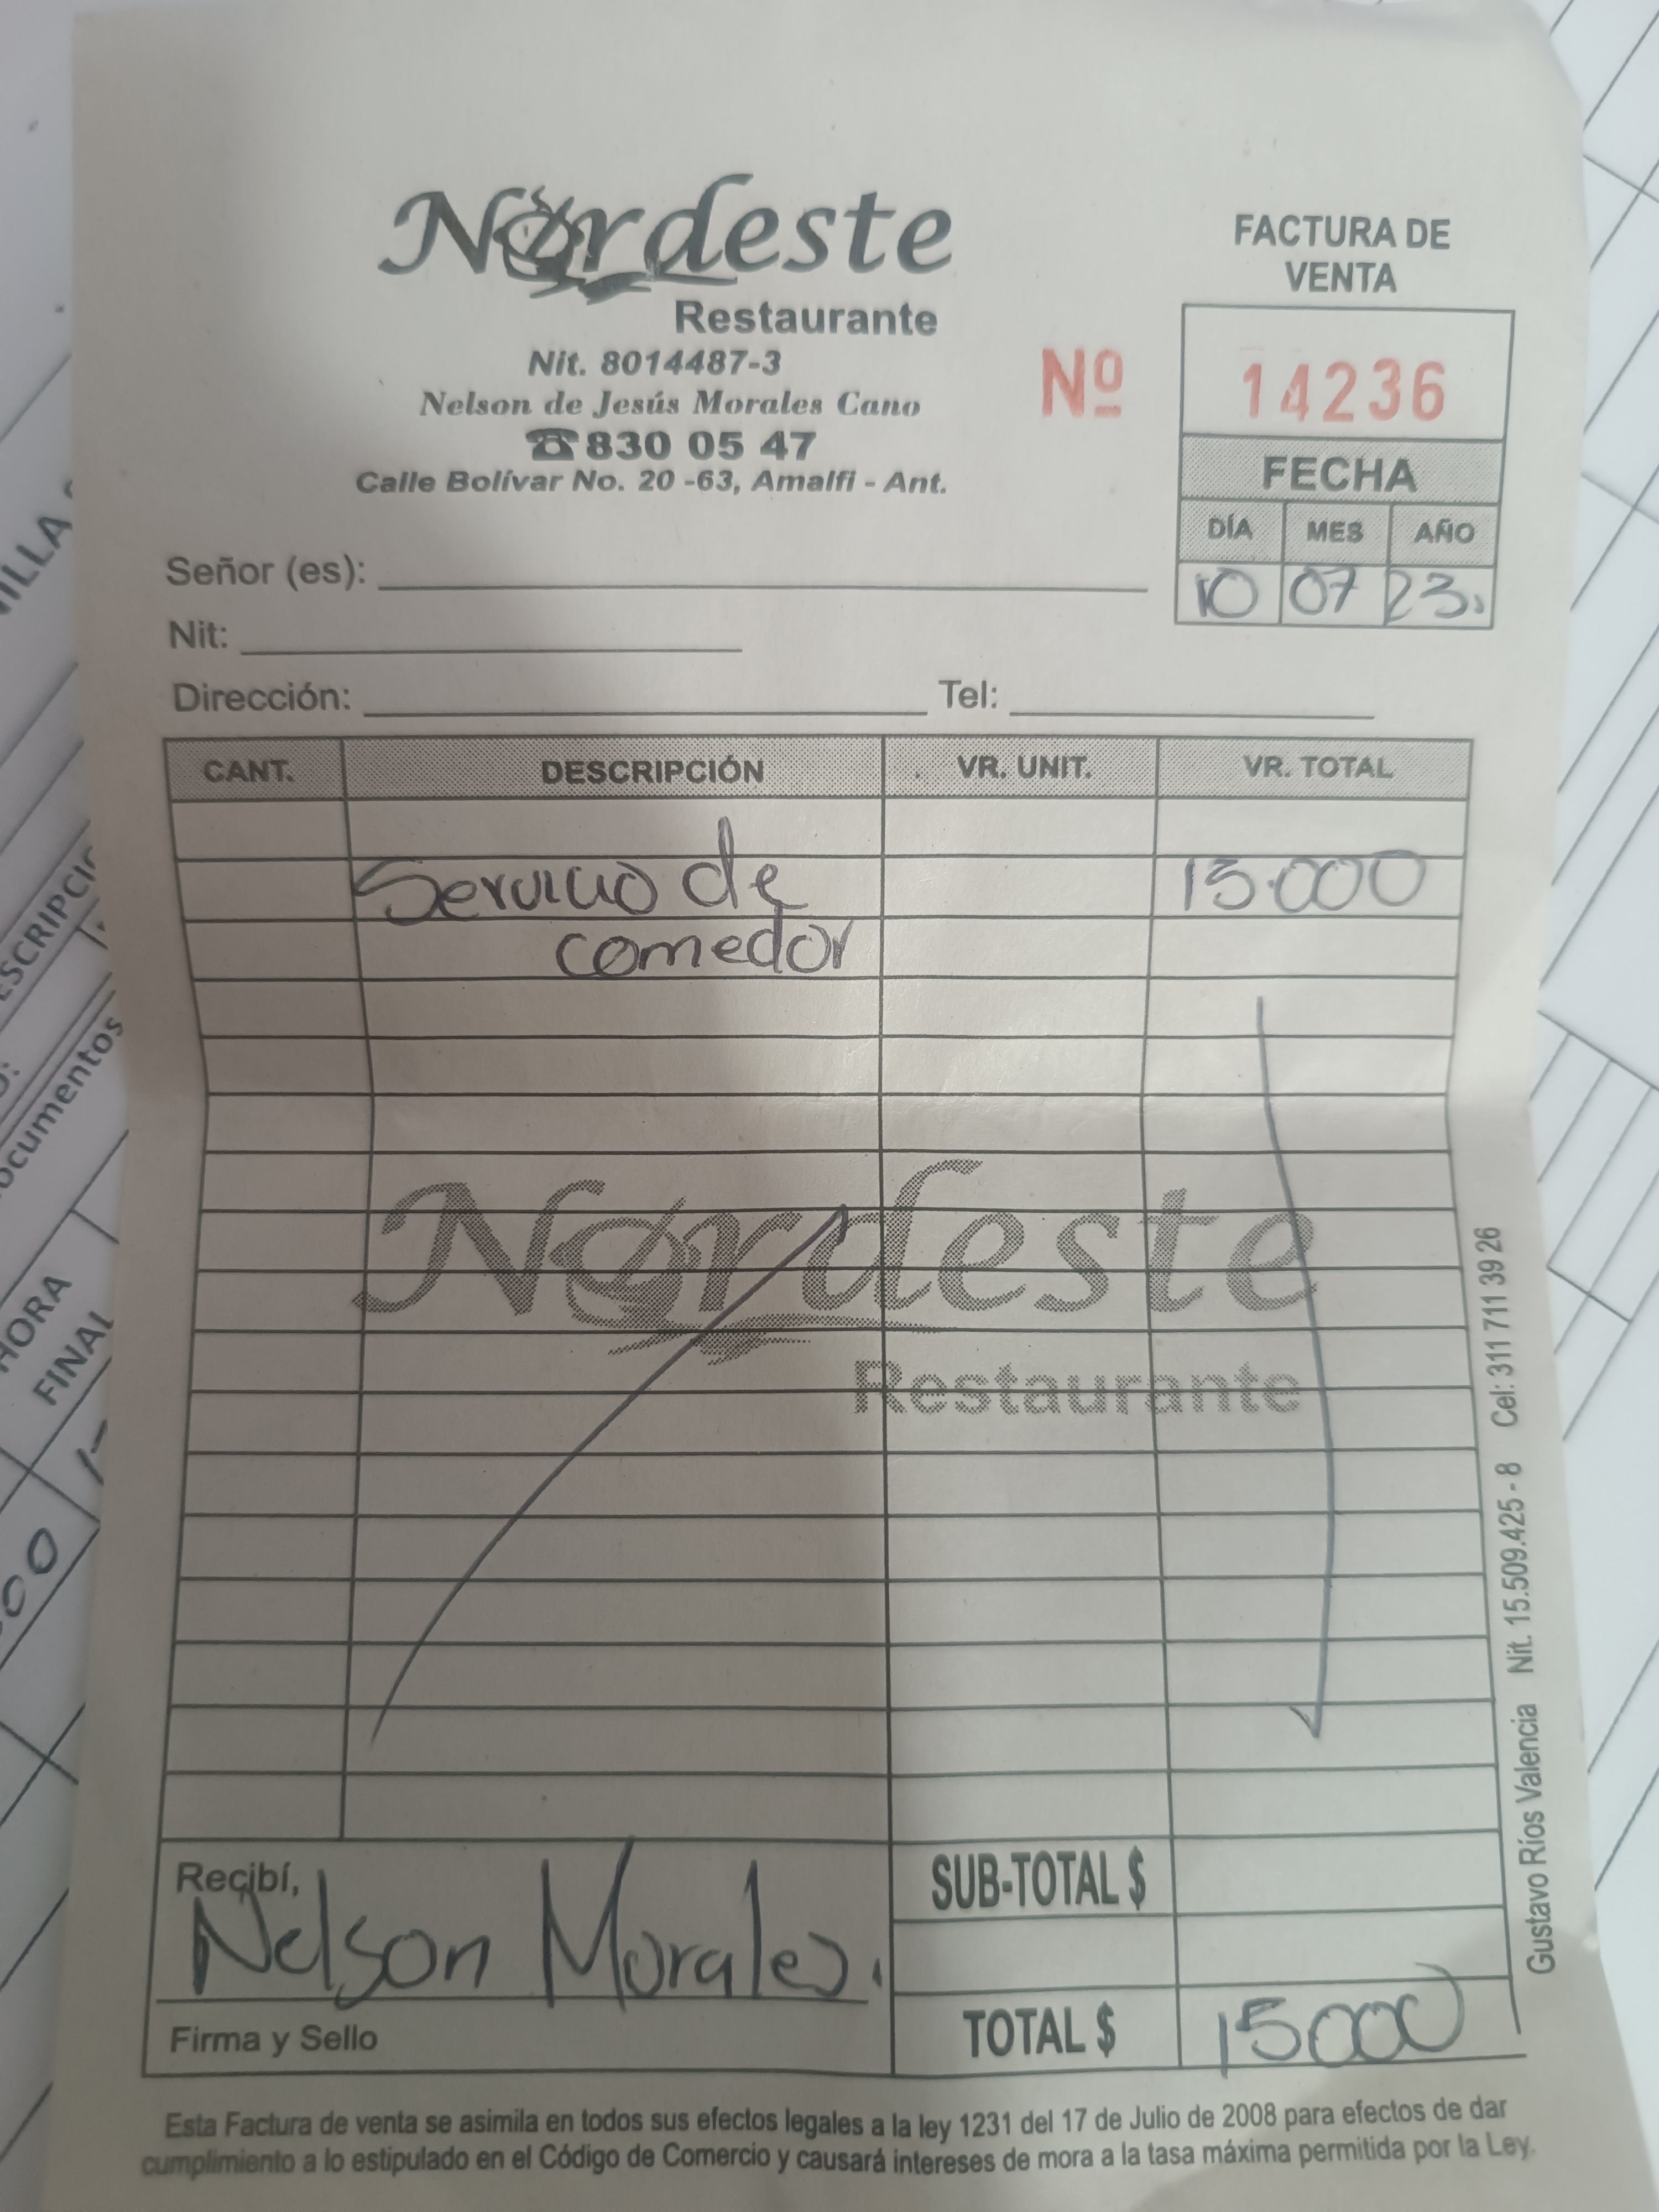 Nordeste
Restaurante
Nit. 8014487-3
Nelson de Jesús Morales Cano
☎ 830 05 47
Calle Bolívar No. 20 -63, Amalfi - Ant.
FACTURA DE
VENTA
Nº 14236
FECHA
DÍA MES AÑO
10 07 23.
Señor (es):
Nit:
Dirección: Tel:
CANT. DESCRIPCIÓN VR. UNIT. VR. TOTAL
Servicio de 15.000
comedor
Nordeste
Restaurante
Recibí,
Nelson Morales.
Firma y Sello
SUB-TOTAL $
TOTAL $ 15000
Esta Factura de venta se asimila en todos sus efectos legales a la ley 1231 del 17 de Julio de 2008 para efectos de dar
cumplimiento a lo estipulado en el Código de Comercio y causará intereses de mora a la tasa máxima permitida por la Ley.
Gustavo Ríos Valencia Nit. 15.509.425 - 8 Cel: 311 711 39 26
HORA
FINAL